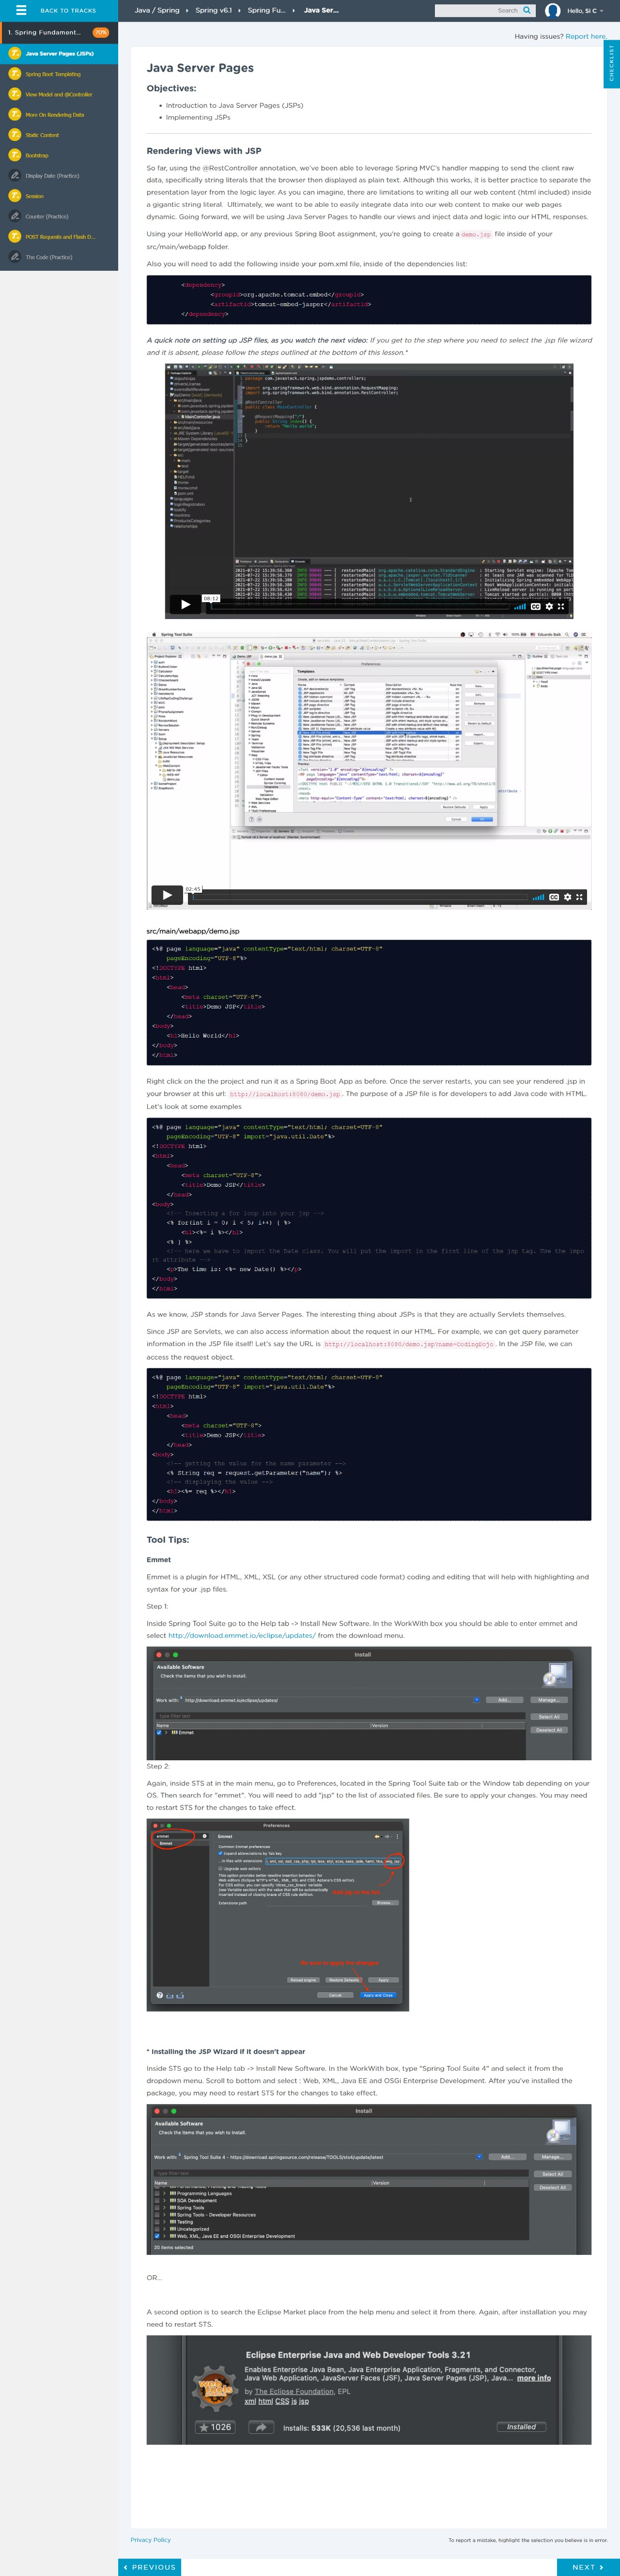 BACK TO TRACKS
Java / Spring
Spring v6.1
Spring Fu...
Java Ser...
Search
Hello, Si C
1. Spring Fundament...
70%
Java Server Pages (JSPs)
Spring Boot Templating
View Model and @Controller
More On Rendering Data
Static Content
Bootstrap
Display Date (Practice)
Session
Counter (Practice)
POST Requests and Flash D...
The Code (Practice)
Having issues? Report here.
CHECKLIST
Java Server Pages
Objectives:
Introduction to Java Server Pages (JSPs)
Implementing JSPs
Rendering Views with JSP
So far, using the @RestController annotation, we've been able to leverage Spring MVC's handler mapping to send the client raw
data, specifically string literals that the browser then displayed as plain text. Although this works, it is better practice to separate the
presentation layer from the logic layer. As you can imagine, there are limitations to writing all our web content (html included) inside
a gigantic string literal. Ultimately, we want to be able to easily integrate data into our web content to make our web pages
dynamic. Going forward, we will be using Java Server Pages to handle our views and inject data and logic into our HTML responses.
Using your HelloWorld app, or any previous Spring Boot assignment, you're going to create a demo.jsp file inside of your
src/main/webapp folder.
Also you will need to add the following inside your pom.xml file, inside of the dependencies list:
<dependency>
<groupId>org.apache.tomcat.embed</groupId>
<artifactId>tomcat-embed-jasper</artifactId>
</dependency>
A quick note on setting up JSP files, as you watch the next video: If you get to the step where you need to select the .jsp file wizard
and it is absent, please follow the steps outlined at the bottom of this lesson.*
08:12
Spring Tool Suite
Preferences
Templates
02:45
src/main/webapp/demo.jsp
<%@ page language="java" contentType="text/html; charset=UTF-8"
pageEncoding="UTF-8"%>
<!DOCTYPE html>
<html>
<head>
<meta charset="UTF-8">
<title>Demo JSP</title>
</head>
<body>
<h1>Hello World</h1>
</body>
</html>
Right click on the the project and run it as a Spring Boot App as before. Once the server restarts, you can see your rendered .jsp in
your browser at this url: http://localhost:8080/demo.jsp. The purpose of a JSP file is for developers to add Java code with HTML.
Let's look at some examples
<%@ page language="java" contentType="text/html; charset=UTF-8"
pageEncoding="UTF-8" import="java.util.Date"%>
<!DOCTYPE html>
<html>
<head>
<meta charset="UTF-8">
<title>Demo JSP</title>
</head>
<body>
<!-- Inserting a for loop into your jsp -->
<% for(int i = 0; i < 5; i++) { %>
<h1><%= i %></h1>
<% } %>
<!-- here we have to import the Date class. You will put the import in the first line of the jsp tag. Use the impo
rt attribute -->
<p>The time is: <%= new Date() %></p>
</body>
</html>
As we know, JSP stands for Java Server Pages. The interesting thing about JSPs is that they are actually Servlets themselves.
Since JSP are Servlets, we can also access information about the request in our HTML. For example, we can get query parameter
information in the JSP file itself! Let's say the URL is http://localhost:8080/demo.jsp?name=CodingDojo. In the JSP file, we can
access the request object.
<%@ page language="java" contentType="text/html; charset=UTF-8"
pageEncoding="UTF-8" import="java.util.Date"%>
<!DOCTYPE html>
<html>
<head>
<meta charset="UTF-8">
<title>Demo JSP</title>
</head>
<body>
<!-- getting the value for the name parameter -->
<% String req = request.getParameter("name"); %>
<!-- displaying the value -->
<h1><%= req %></h1>
</body>
</html>
Tool Tips:
Emmet
Emmet is a plugin for HTML, XML, XSL (or any other structured code format) coding and editing that will help with highlighting and
syntax for your .jsp files.
Step 1:
Inside Spring Tool Suite go to the Help tab -> Install New Software. In the WorkWith box you should be able to enter emmet and
select http://download.emmet.io/eclipse/updates/ from the download menu.
Install
Available Software
Check the items that you wish to install.
Work with: http://download.emmet.io/eclipse/updates/
Add...
Manage...
type filter text
Select All
Deselect All
Name
Version
Emmet
Step 2:
Again, inside STS at in the main menu, go to Preferences, located in the Spring Tool Suite tab or the Window tab depending on your
OS. Then search for "emmet". You will need to add "jsp" to the list of associated files. Be sure to apply your changes. You may need
to restart STS for the changes to take effect.
Preferences
emmet
Emmet
Emmet
Common Emmet preferences
Expand abbreviations by Tab key
Upgrade web editors
Extensions path
Browse...
Reload engine
Restore Defaults
Apply
Cancel
Apply and Close
* Installing the JSP Wizard if it doesn't appear
Inside STS go to the Help tab -> Install New Software. In the WorkWith box, type "Spring Tool Suite 4" and select it from the
dropdown menu. Scroll to bottom and select : Web, XML, Java EE and OSGi Enterprise Development. After you've installed the
package, you may need to restart STS for the changes to take effect.
Install
Available Software
Check the items that you wish to install.
Work with: Spring Tool Suite 4 - https://download.springsource.com/release/TOOLS/sts4/update/latest
Add...
Manage...
type filter text
Select All
Deselect All
Name
Version
Programming Languages
SOA Development
Spring Tools
Spring Tools - Developer Resources
Testing
Uncategorized
Web, XML, Java EE and OSGi Enterprise Development
20 items selected
OR...
A second option is to search the Eclipse Market place from the help menu and select it from there. Again, after installation you may
need to restart STS.
Eclipse Enterprise Java and Web Developer Tools 3.21
Enables Enterprise Java Bean, Java Enterprise Application, Fragments, and Connector,
Java Web Application, JavaServer Faces (JSF), Java Server Pages (JSP), Java... more info
by The Eclipse Foundation, EPL
xml html CSS js jsp
1026
Installs: 533K (20,536 last month)
Installed
Privacy Policy
To report a mistake, highlight the selection you believe is in error.
PREVIOUS
NEXT